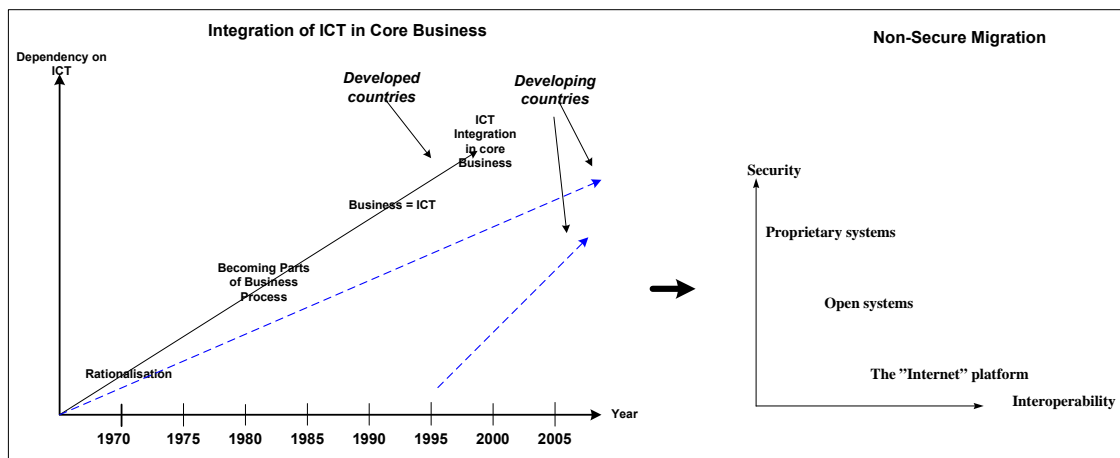 Integration of ICT in Core Business
Dependency on
ICT
Developed
countries
Developing
countries
ICT
Integration
in core
Business
Business = ICT
Becoming Parts
of Business
Process
Rationalisation
Year
1970
1975
1980
1985
1990
1995
2000
2005
Non-Secure Migration
Security
Proprietary systems
Open systems
The ”Internet” platform
Interoperability